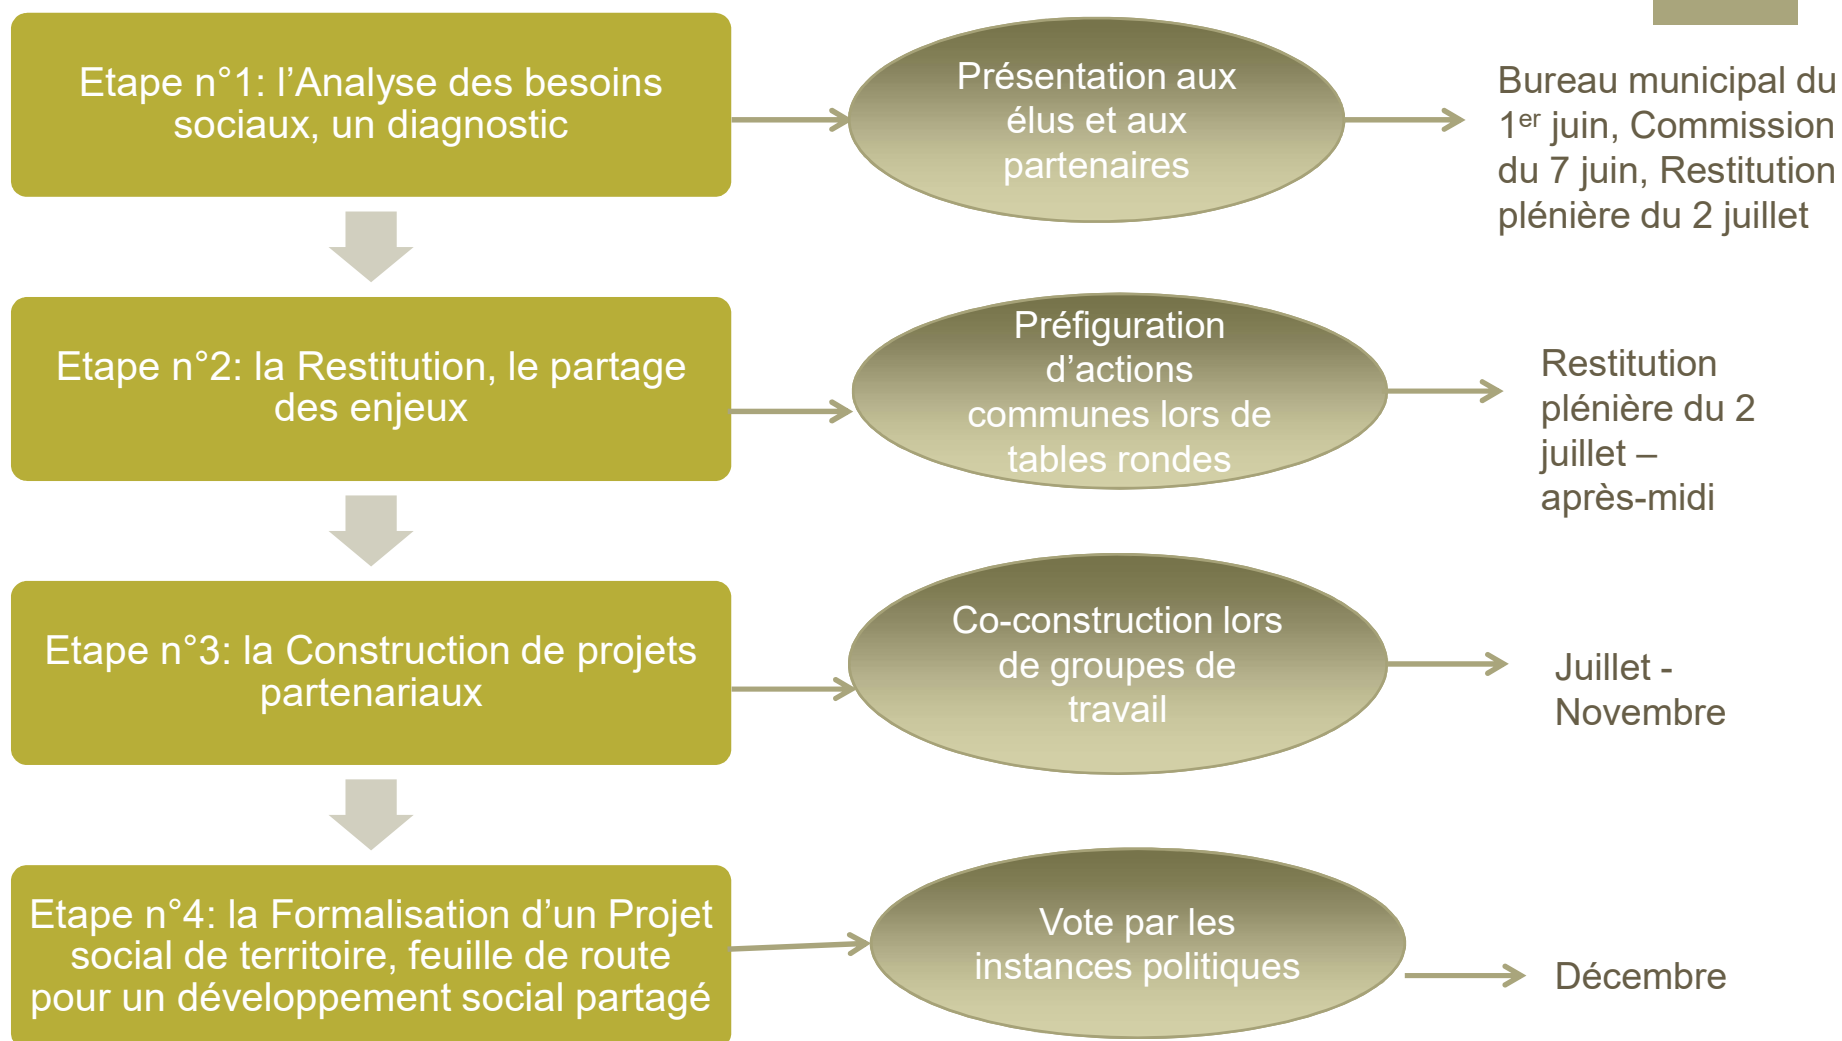 Etape n°1: l’Analyse des besoins
sociaux, un diagnostic
Présentation aux
élus et aux
partenaires
Bureau municipal du
1er juin, Commission
du 7 juin, Restitution
plénière du 2 juillet
Etape n°2: la Restitution, le partage
des enjeux
Préfiguration
d’actions
communes lors de
tables rondes
Restitution
plénière du 2
juillet –
après-midi
Etape n°3: la Construction de projets
partenariaux
Co-construction lors
de groupes de
travail
Juillet -
Novembre
Etape n°4: la Formalisation d’un Projet
social de territoire, feuille de route
pour un développement social partagé
Vote par les
instances politiques
Décembre